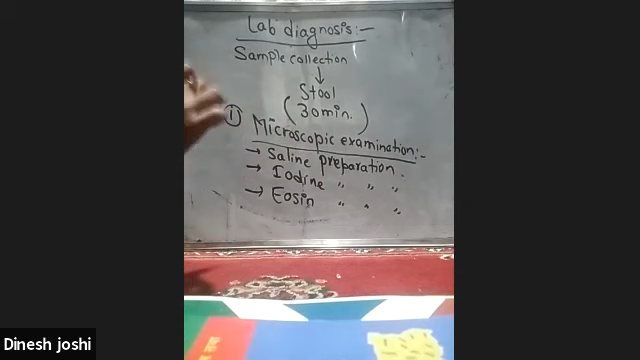 Lab diagnosis:-
Sample collection
↓
Stool
(30min.)
① Microscopic examination:-
→ Saline preparation.
→ Iodine " " "
→ Eosin " " "
Dinesh joshi